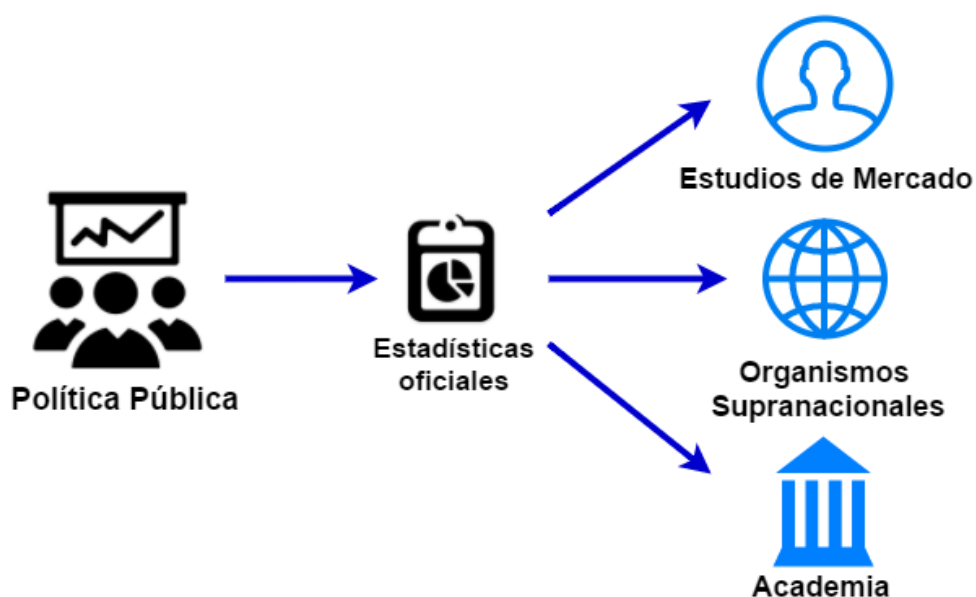 Estudios de Mercado
Estadísticas
oficiales
Política Pública
Organismos
Supranacionales
Academia